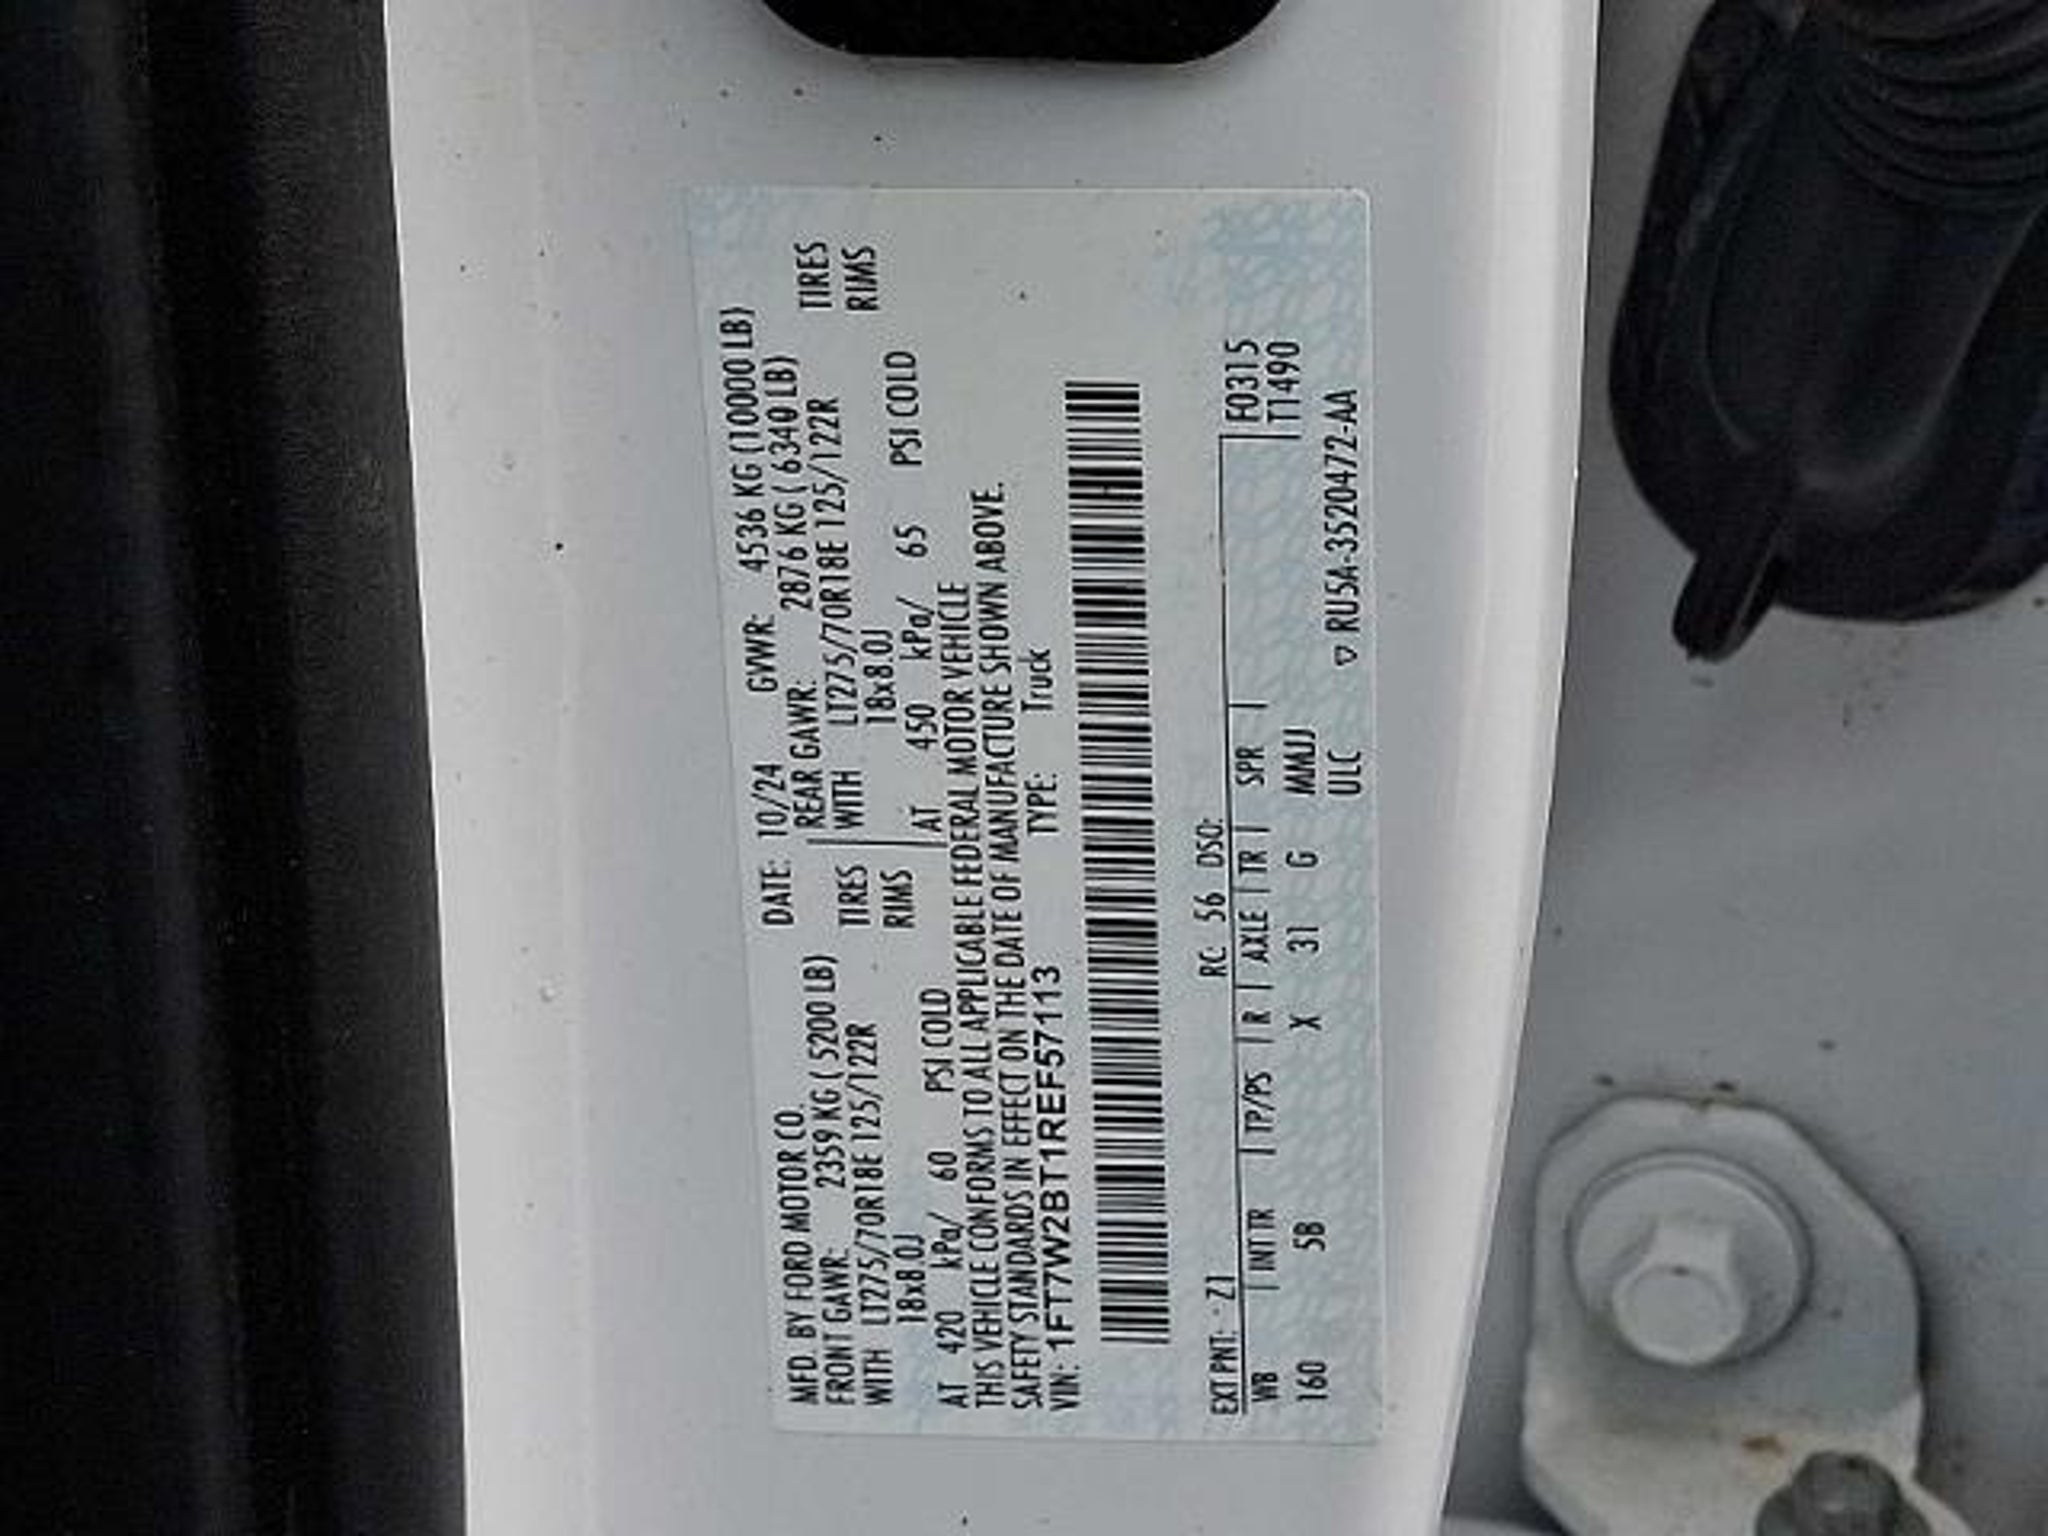 MFD. BY FORD MOTOR CO. DATE: 10/24 GVWR: 4536 KG (10000 LB)
FRONT GAWR: 2359 KG ( 5200 LB) REAR GAWR: 2876 KG ( 6340 LB)
WITH LT275/70R18E 125/122R TIRES WITH LT275/70R18E 125/122R TIRES
18x8.0J RIMS 18x8.0J RIMS
AT 420 kPa/ 60 PSI COLD AT 450 kPa/ 65 PSI COLD
THIS VEHICLE CONFORMS TO ALL APPLICABLE FEDERAL MOTOR VEHICLE
SAFETY STANDARDS IN EFFECT ON THE DATE OF MANUFACTURE SHOWN ABOVE.
VIN: 1FT7W2BT1REF57113 TYPE: Truck
EXT PNT: Z1 RC: 56 DSO: F0315
WB INT TR TP/PS R AXLE TR SPR T1490
160 5B X 31 G MMJJ
ULC ▽ RU5A-3520472-AA